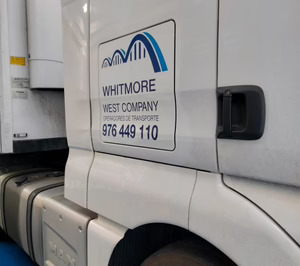 WHITMORE
WEST COMPANY
OPERADORES DE TRANSPORTE
976 449 110